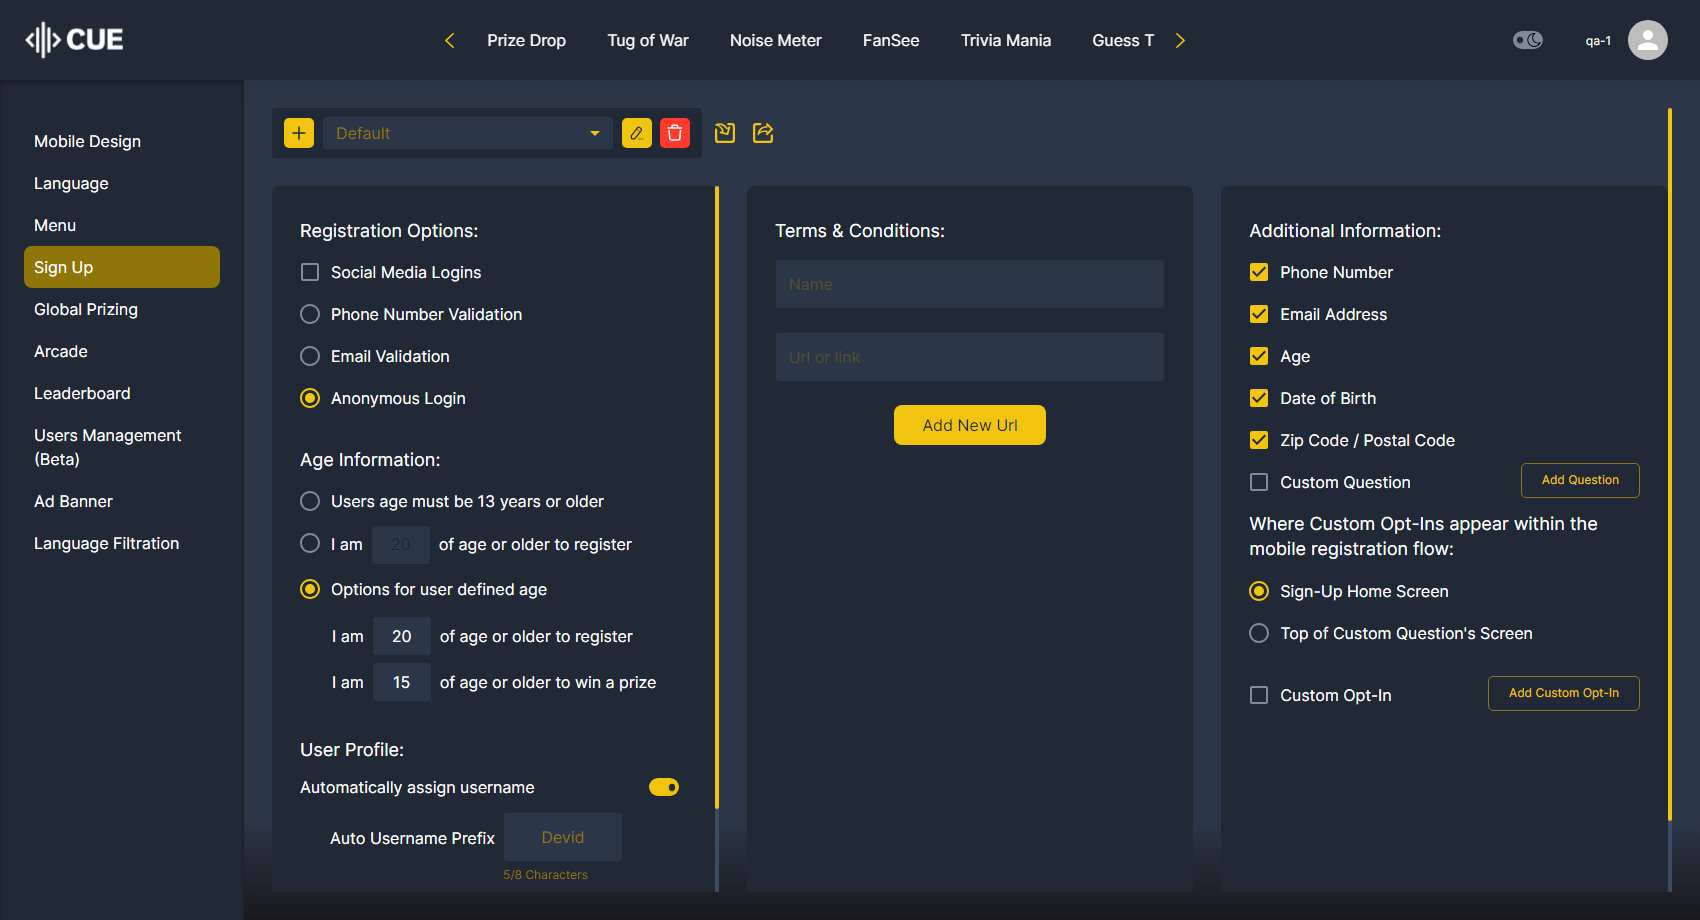 CUE
Prize Drop
Tug of War
Noise Meter
FanSee
Trivia Mania
Guess T
qa-1
Mobile Design
Language
Menu
Sign Up
Global Prizing
Arcade
Leaderboard
Users Management
(Beta)
Ad Banner
Language Filtration
Default
Registration Options:
Social Media Logins
Phone Number Validation
Email Validation
Anonymous Login
Age Information:
Users age must be 13 years or older
I am 20 of age or older to register
Options for user defined age
I am 20 of age or older to register
I am 15 of age or older to win a prize
User Profile:
Automatically assign username
Auto Username Prefix Devid
5/8 Characters
Terms & Conditions:
Name
Url or link
Add New Url
Additional Information:
Phone Number
Email Address
Age
Date of Birth
Zip Code / Postal Code
Custom Question
Add Question
Where Custom Opt-Ins appear within the
mobile registration flow:
Sign-Up Home Screen
Top of Custom Question's Screen
Custom Opt-In
Add Custom Opt-In